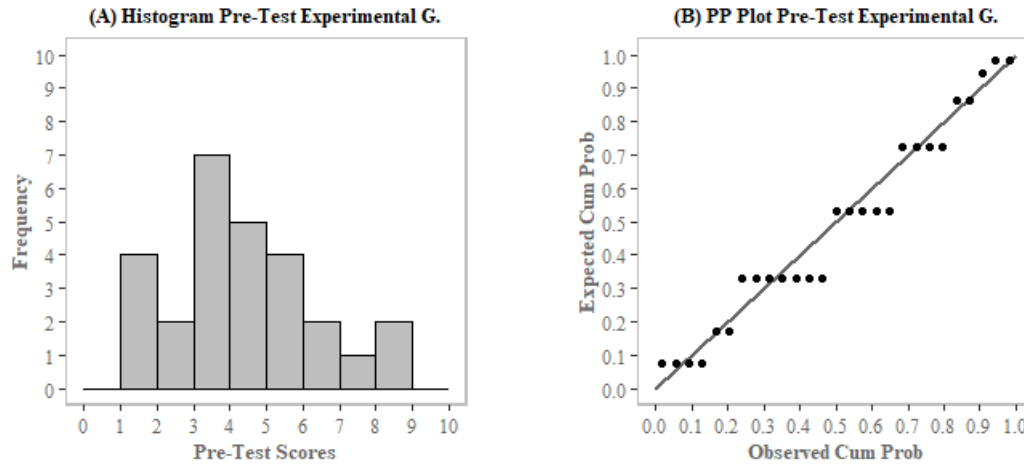 (A) Histogram Pre-Test Experimental G.
10
9
8
7
6
5
4
3
2
1
0
Frequency
0 1 2 3 4 5 6 7 8 9 10
Pre-Test Scores
(B) PP Plot Pre-Test Experimental G.
1.0
0.9
0.8
0.7
0.6
0.5
0.4
0.3
0.2
0.1
0.0
Expected Cum Prob
0.0 0.1 0.2 0.3 0.4 0.5 0.6 0.7 0.8 0.9 1.0
Observed Cum Prob